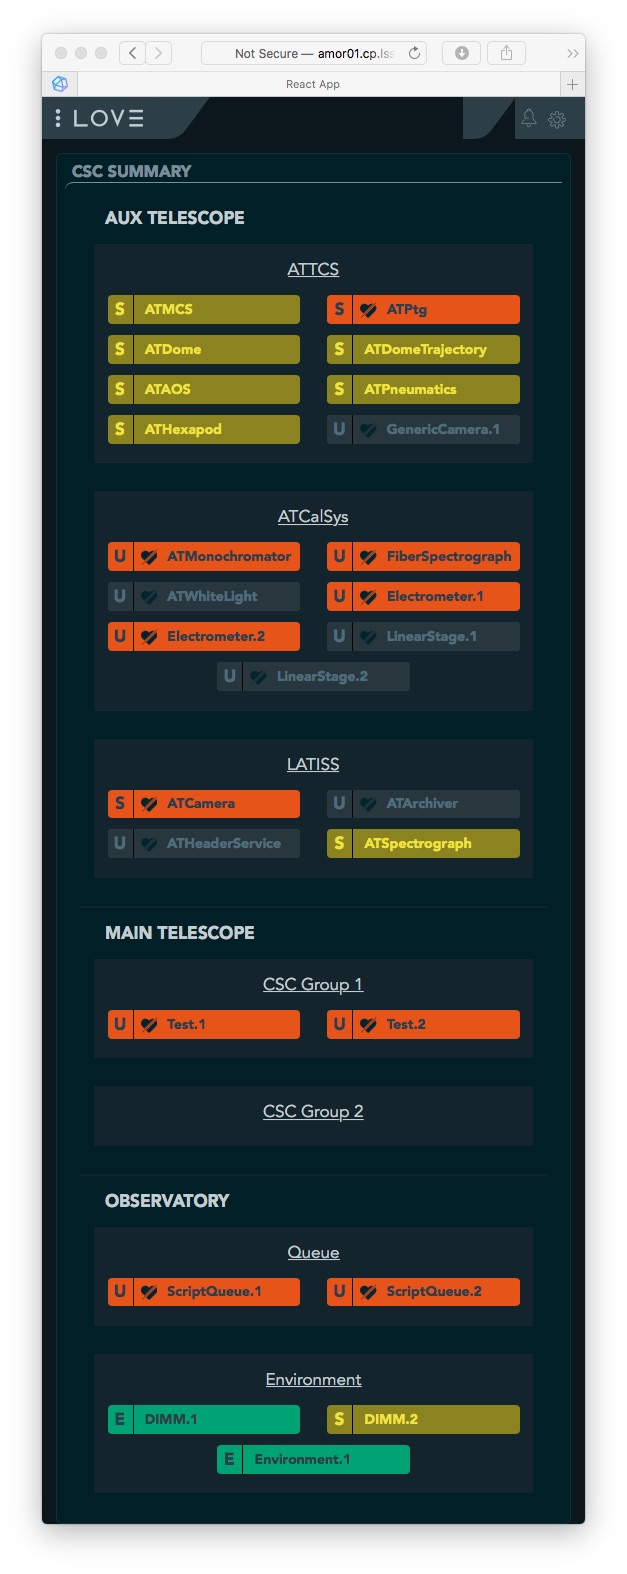 Not Secure — amor01.cp.lss
React App
LOVE
CSC SUMMARY
AUX TELESCOPE
ATTCS
S ATMCS
S ATPtg
S ATDome
S ATDomeTrajectory
S ATAOS
S ATPneumatics
S ATHexapod
U GenericCamera.1
ATCalSys
U ATMonochromator
U FiberSpectrograph
U ATWhiteLight
U Electrometer.1
U Electrometer.2
U LinearStage.1
U LinearStage.2
LATISS
S ATCamera
U ATArchiver
U ATHeaderService
S ATSpectrograph
MAIN TELESCOPE
CSC Group 1
U Test.1
U Test.2
CSC Group 2
OBSERVATORY
Queue
U ScriptQueue.1
U ScriptQueue.2
Environment
E DIMM.1
S DIMM.2
E Environment.1